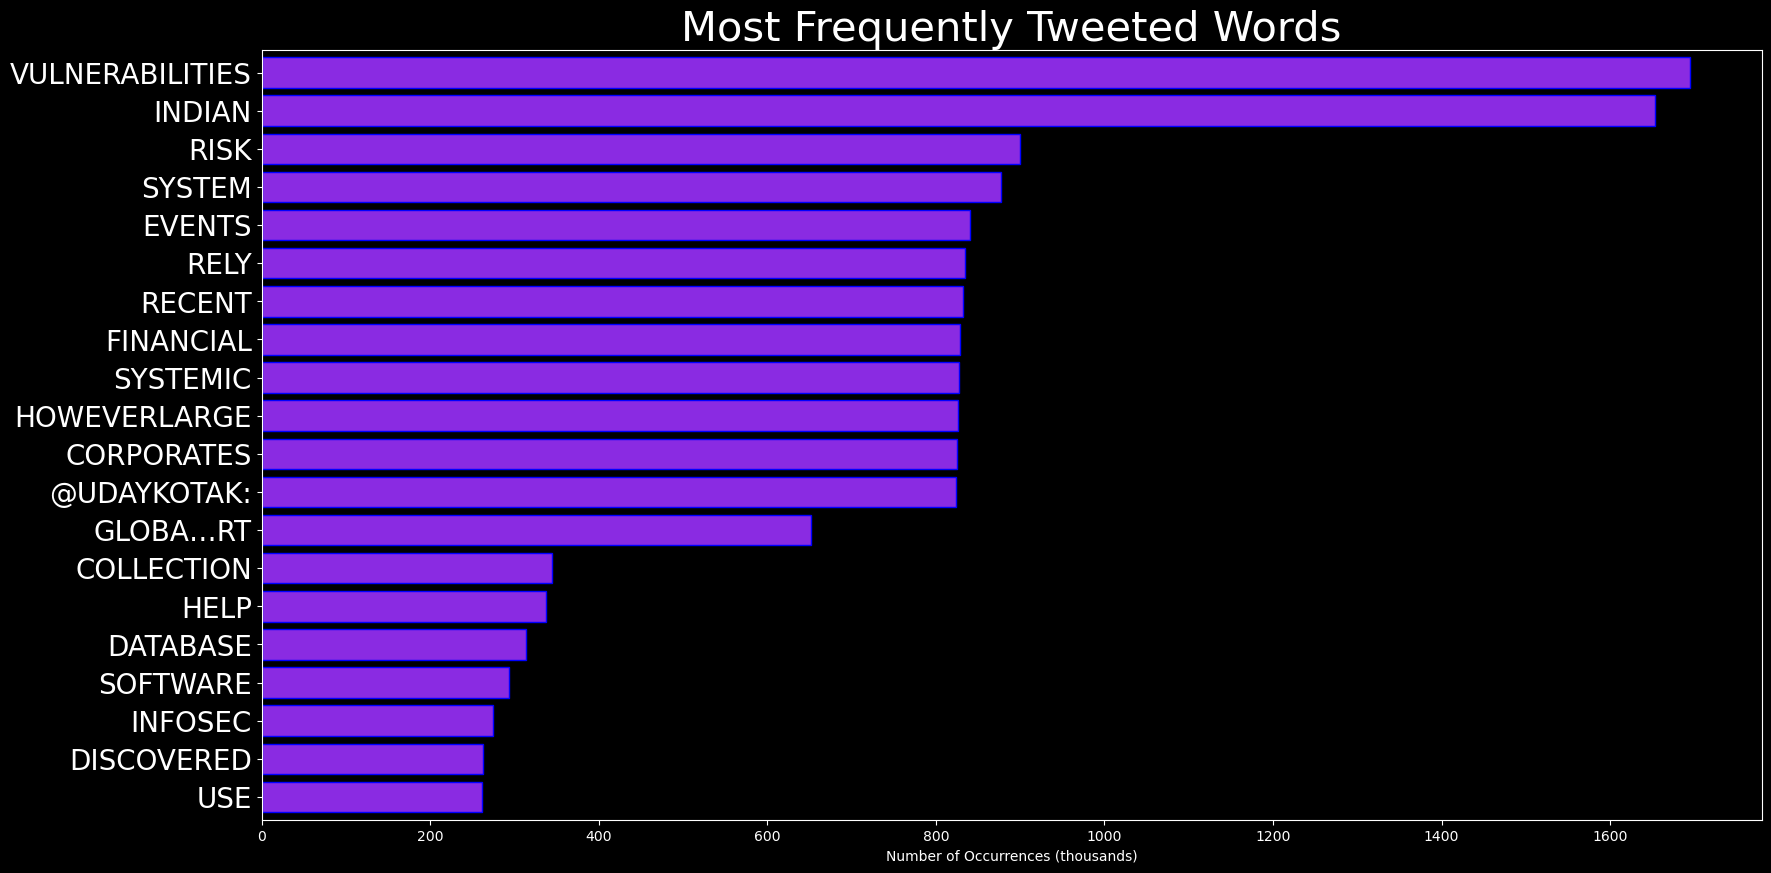 Most Frequently Tweeted Words
VULNERABILITIES
INDIAN
RISK
SYSTEM
EVENTS
RELY
RECENT
FINANCIAL
SYSTEMIC
HOWEVERLARGE
CORPORATES
@UDAYKOTAK:
GLOBA…RT
COLLECTION
HELP
DATABASE
SOFTWARE
INFOSEC
DISCOVERED
USE
0 200 400 600 800 1000 1200 1400 1600
Number of Occurrences (thousands)